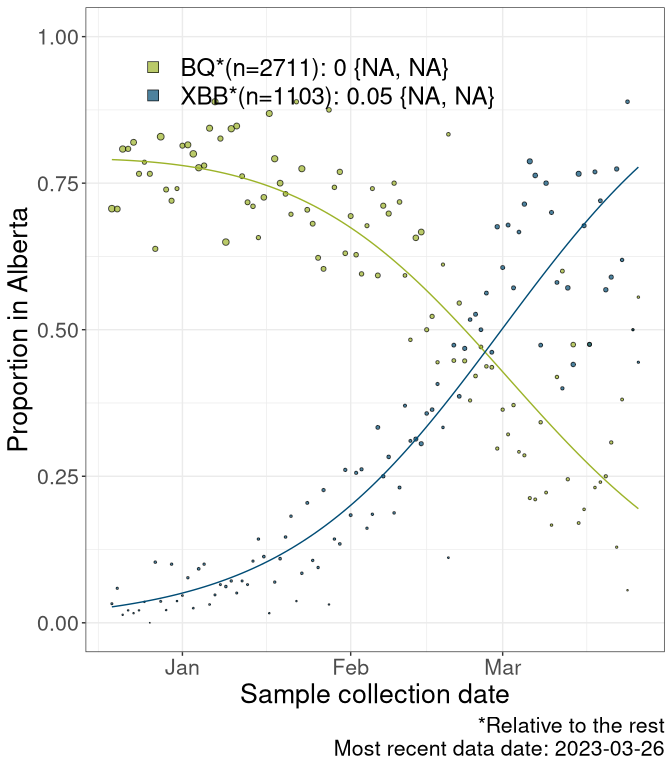 1.00
0.75
0.50
0.25
0.00
Proportion in Alberta
BQ*(n=2711): 0 {NA, NA}
XBB*(n=1103): 0.05 {NA, NA}
Jan Feb Mar
Sample collection date
*Relative to the rest
Most recent data date: 2023-03-26